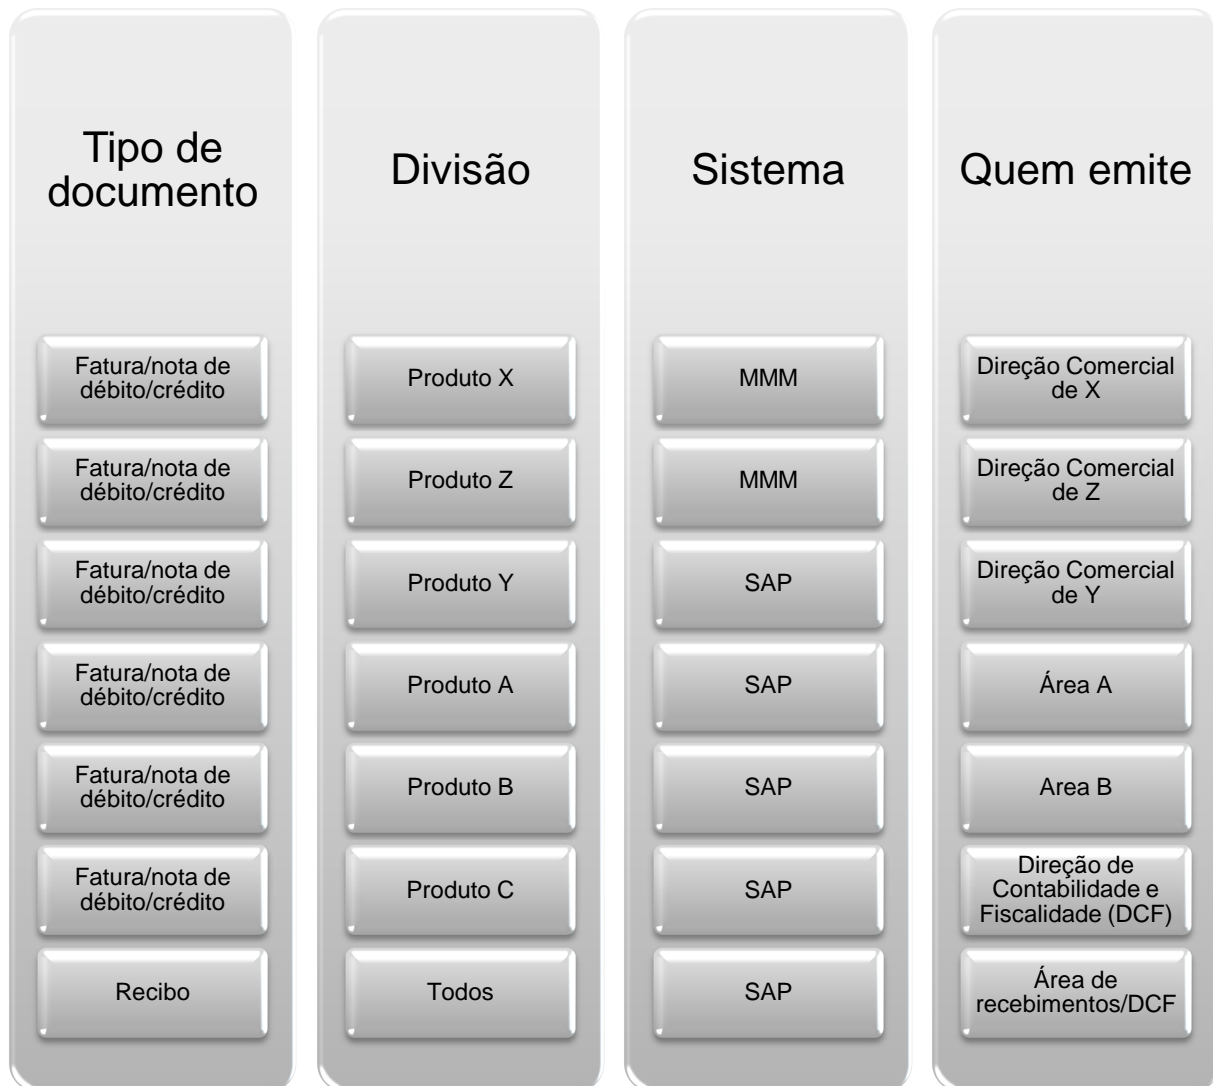 Tipo de
documento
Divisão
Sistema
Quem emite
Fatura/nota de
débito/crédito
Produto X
MMM
Direção Comercial
de X
Fatura/nota de
débito/crédito
Produto Z
MMM
Direção Comercial
de Z
Fatura/nota de
débito/crédito
Produto Y
SAP
Direção Comercial
de Y
Fatura/nota de
débito/crédito
Produto A
SAP
Área A
Fatura/nota de
débito/crédito
Produto B
SAP
Area B
Fatura/nota de
débito/crédito
Produto C
SAP
Direção de
Contabilidade e
Fiscalidade (DCF)
Recibo
Todos
SAP
Área de
recebimentos/DCF